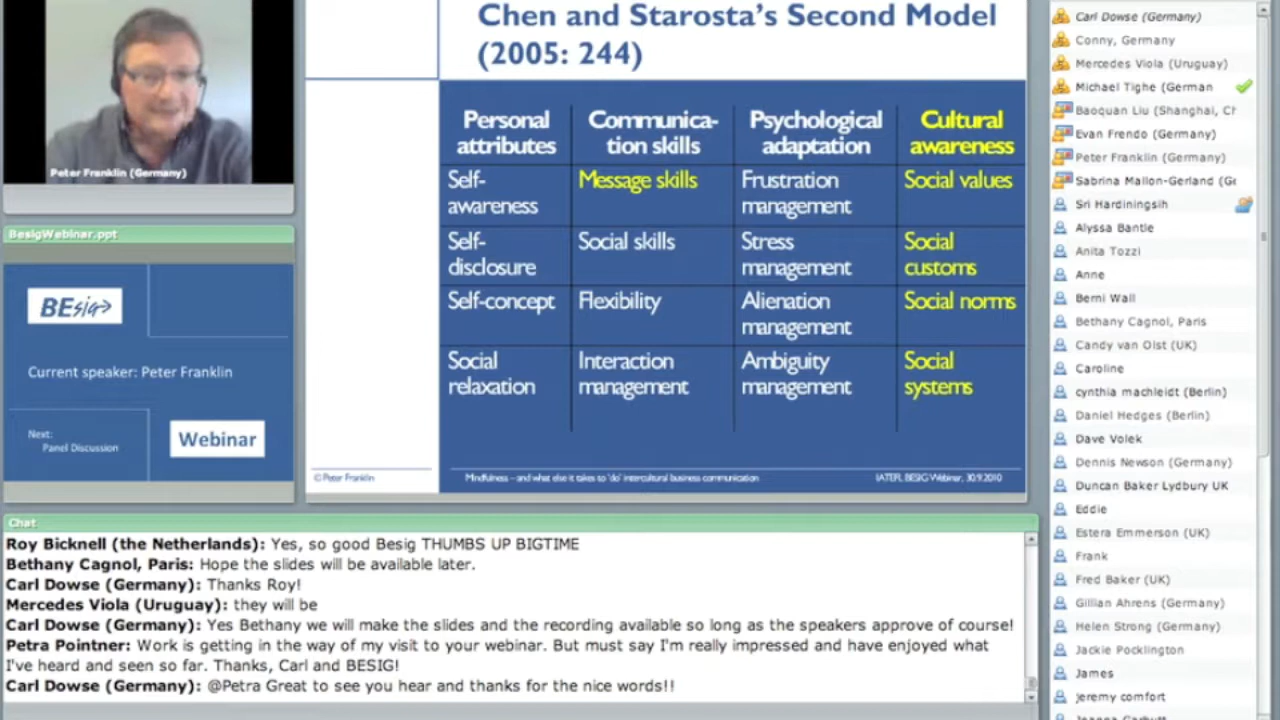 Peter Franklin (Germany)
BesigWebinar.ppt
BEsig
Current speaker: Peter Franklin
Next:
Panel Discussion
Webinar
Chen and Starosta's Second Model
(2005: 244)
Personal
attributes
Communica-
tion skills
Psychological
adaptation
Cultural
awareness
Self-
awareness
Message skills
Frustration
management
Social values
Self-
disclosure
Social skills
Stress
management
Social
customs
Self-concept
Flexibility
Alienation
management
Social norms
Social
relaxation
Interaction
management
Ambiguity
management
Social
systems
© Peter Franklin
Mindfulness – and what else it takes to 'do' intercultural business communication
IATEFL BESIG Webinar, 30.9.2010
Chat
Roy Bicknell (the Netherlands): Yes, so good Besig THUMBS UP BIGTIME
Bethany Cagnol, Paris: Hope the slides will be available later.
Carl Dowse (Germany): Thanks Roy!
Mercedes Viola (Uruguay): they will be
Carl Dowse (Germany): Yes Bethany we will make the slides and the recording available so long as the speakers approve of course!
Petra Pointner: Work is getting in the way of my visit to your webinar. But must say I'm really impressed and have enjoyed what
I've heard and seen so far. Thanks, Carl and BESIG!
Carl Dowse (Germany): @Petra Great to see you hear and thanks for the nice words!!
Carl Dowse (Germany)
Conny, Germany
Mercedes Viola (Uruguay)
Michael Tighe (German
Baoquan Liu (Shanghai, Ch
Evan Frendo (Germany)
Peter Franklin (Germany)
Sabrina Mallon-Gerland (Ge
Sri Hardiningsih
Alyssa Bantle
Anita Tozzi
Anne
Berni Wall
Bethany Cagnol, Paris
Candy van Olst (UK)
Caroline
cynthia machleidt (Berlin)
Daniel Hedges (Berlin)
Dave Volek
Dennis Newson (Germany)
Duncan Baker Lydbury UK
Eddie
Estera Emmerson (UK)
Frank
Fred Baker (UK)
Gillian Ahrens (Germany)
Helen Strong (Germany)
Jackie Pocklington
James
jeremy comfort